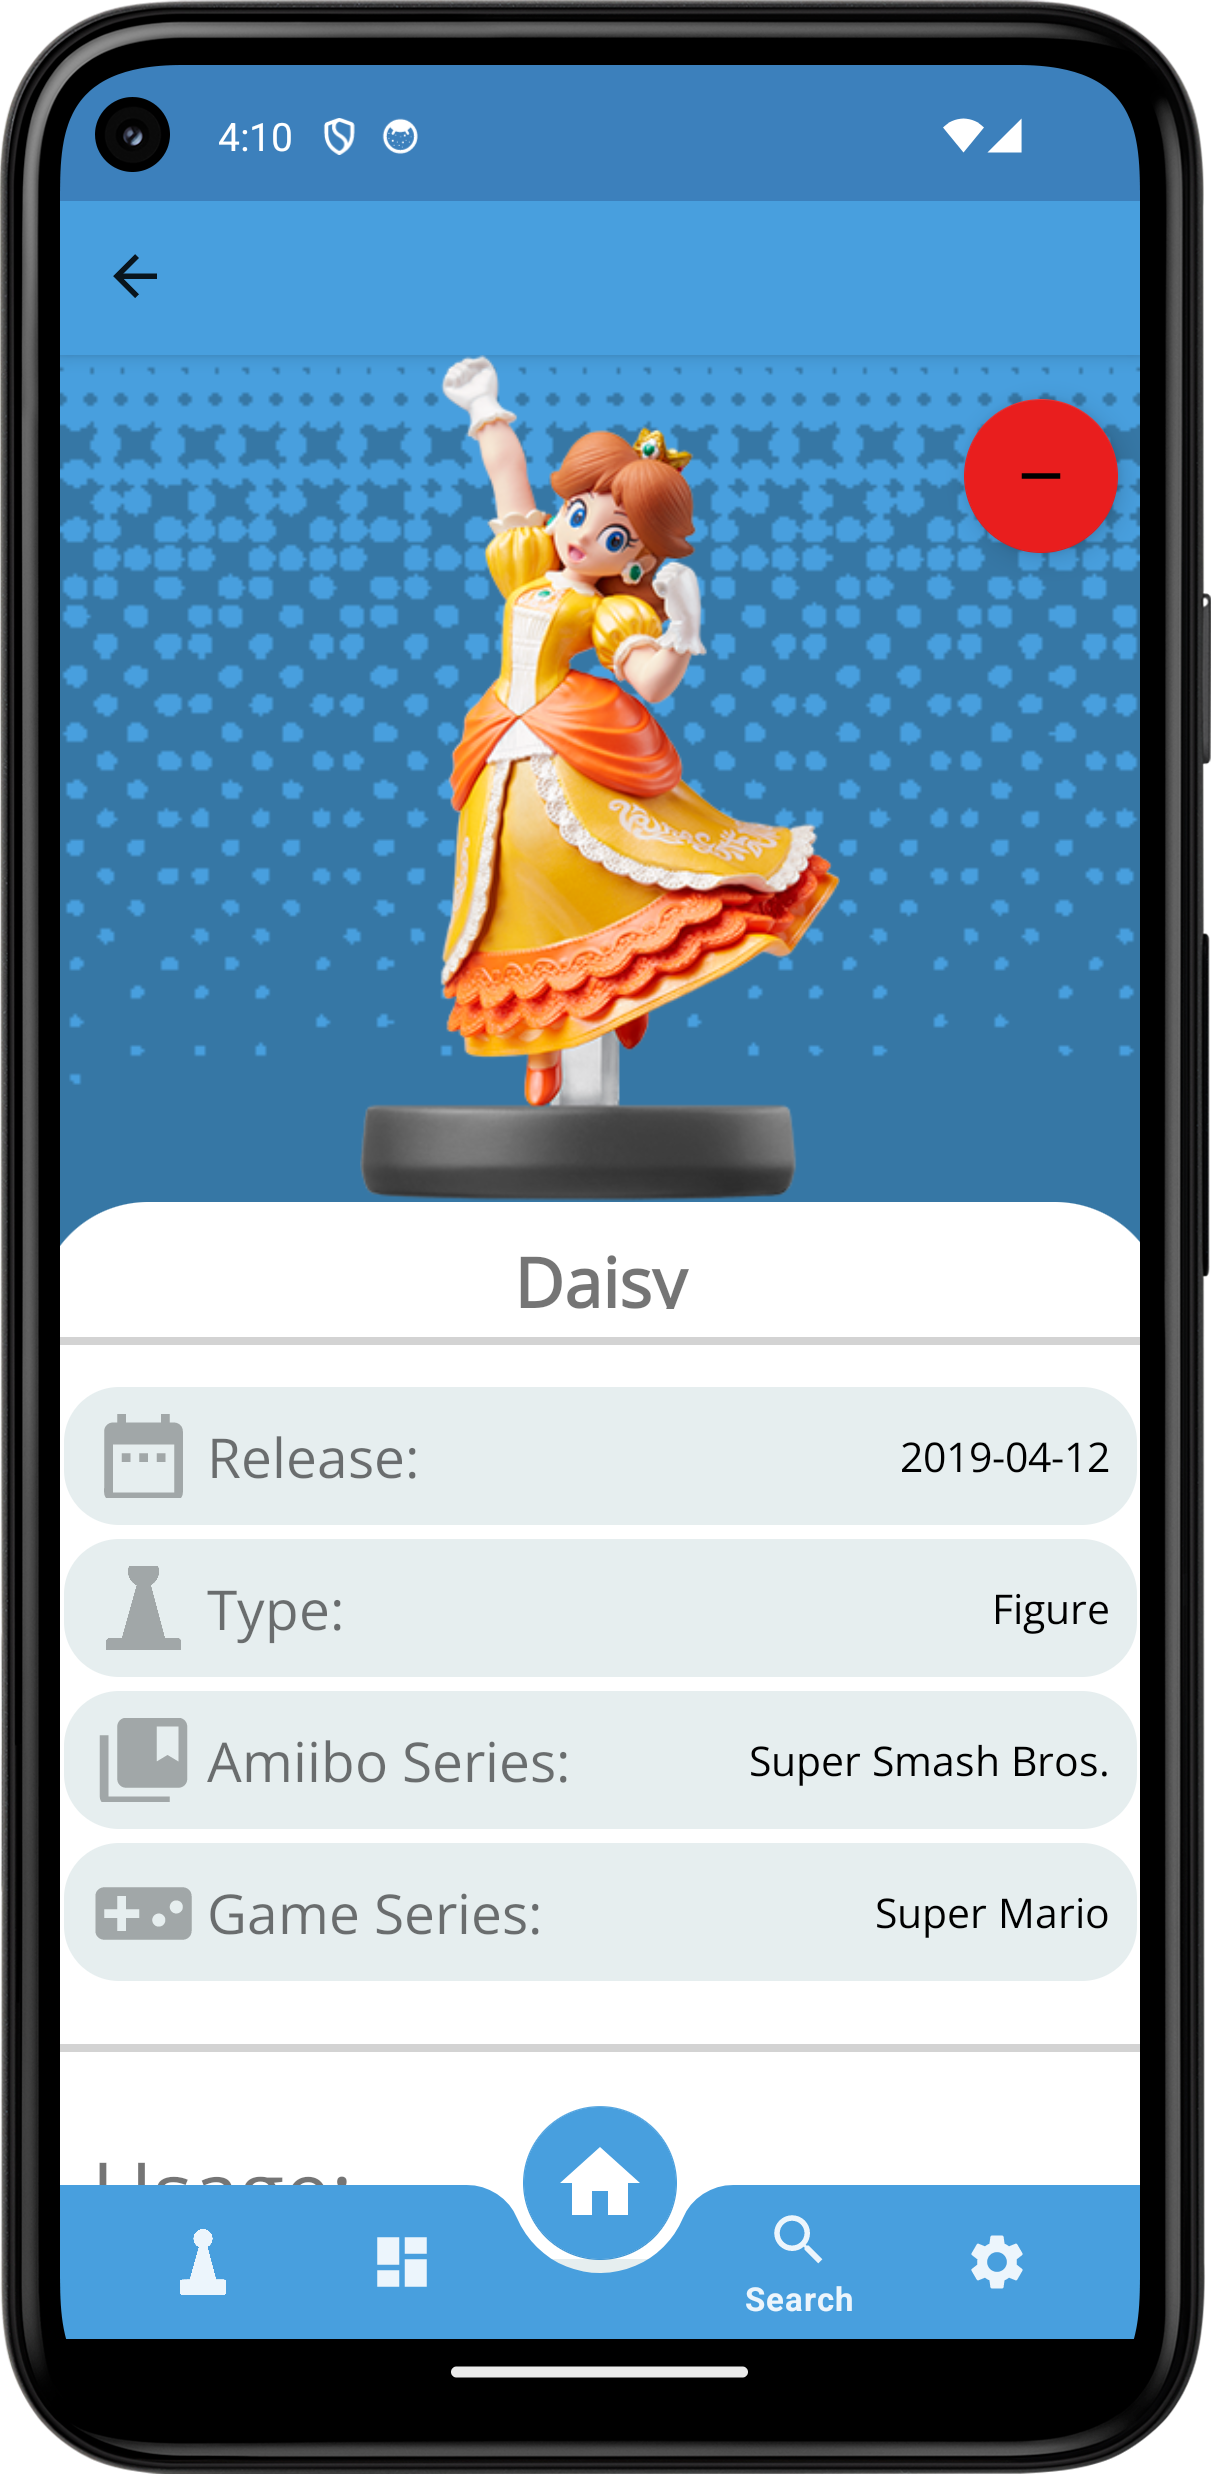 4:10
Daisy
Release: 2019-04-12
Type: Figure
Amiibo Series: Super Smash Bros.
Game Series: Super Mario
Usage:
Search